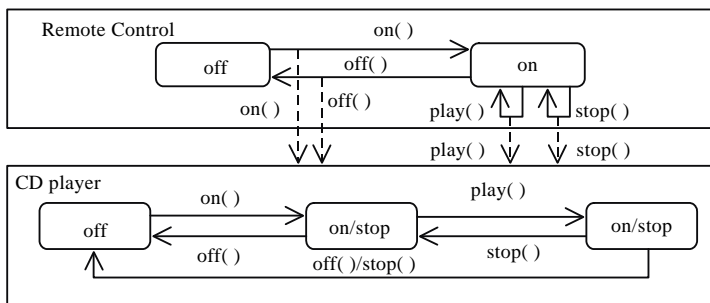 Remote Control
on( )
off
off( )
on
on( )
off( )
play( )
stop( )
play( )
stop( )
CD player
on( )
play( )
off
on/stop
on/stop
off( )
off( )/stop( )
stop( )